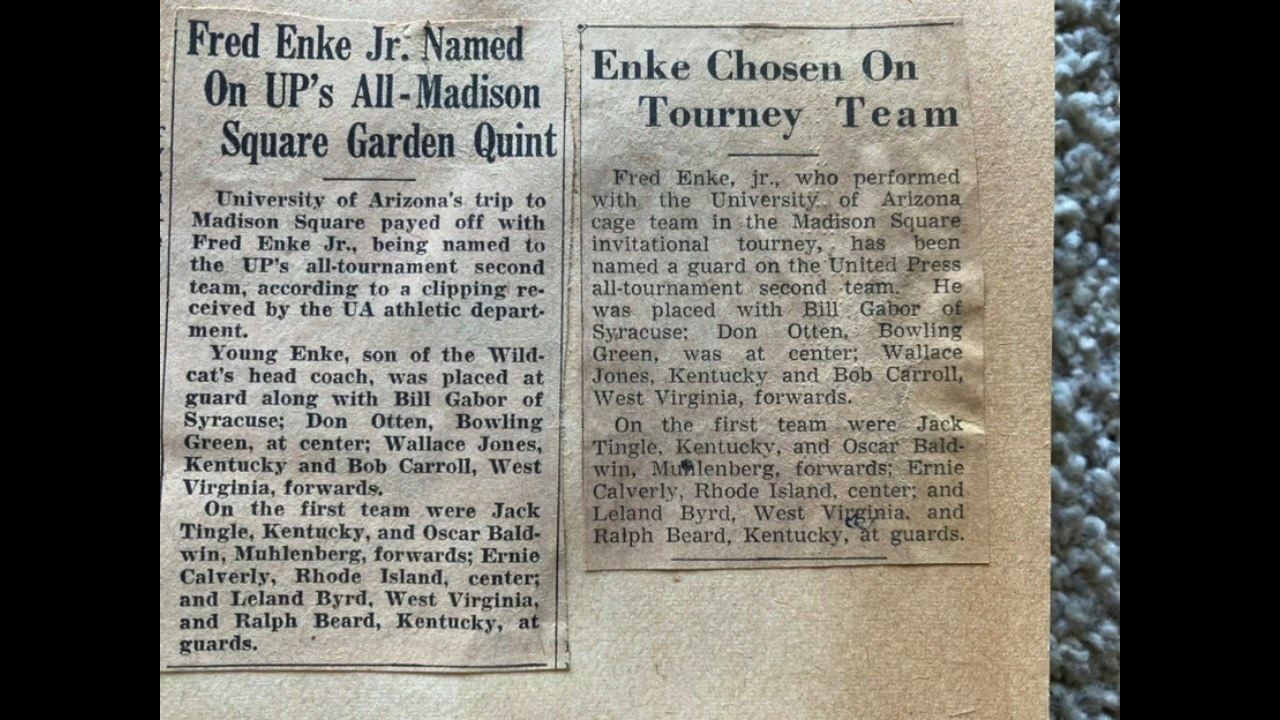 Fred Enke Jr. Named
On UP's All-Madison
Square Garden Quint
University of Arizona's trip to
Madison Square payed off with
Fred Enke Jr., being named to
the UP's all-tournament second
team, according to a clipping re-
ceived by the UA athletic depart-
ment.
Young Enke, son of the Wild-
cat's head coach, was placed at
guard along with Bill Gabor of
Syracuse; Don Otten, Bowling
Green, at center; Wallace Jones,
Kentucky and Bob Carroll, West
Virginia, forwards.
On the first team were Jack
Tingle, Kentucky, and Oscar Bald-
win, Muhlenberg, forwards; Ernie
Calverly, Rhode Island, center;
and Leland Byrd, West Virginia,
and Ralph Beard, Kentucky, at
guards.
Enke Chosen On
Tourney Team
Fred Enke, jr., who performed
with the University of Arizona
cage team in the Madison Square
invitational tourney, has been
named a guard on the United Press
all-tournament second team. He
was placed with Bill Gabor of
Syracuse; Don Otten, Bowling
Green, was at center; Wallace
Jones, Kentucky and Bob Carroll,
West Virginia, forwards.
On the first team were Jack
Tingle, Kentucky, and Oscar Bald-
win, Muhlenberg, forwards; Ernie
Calverly, Rhode Island, center; and
Leland Byrd, West Virginia, and
Ralph Beard, Kentucky, at guards.